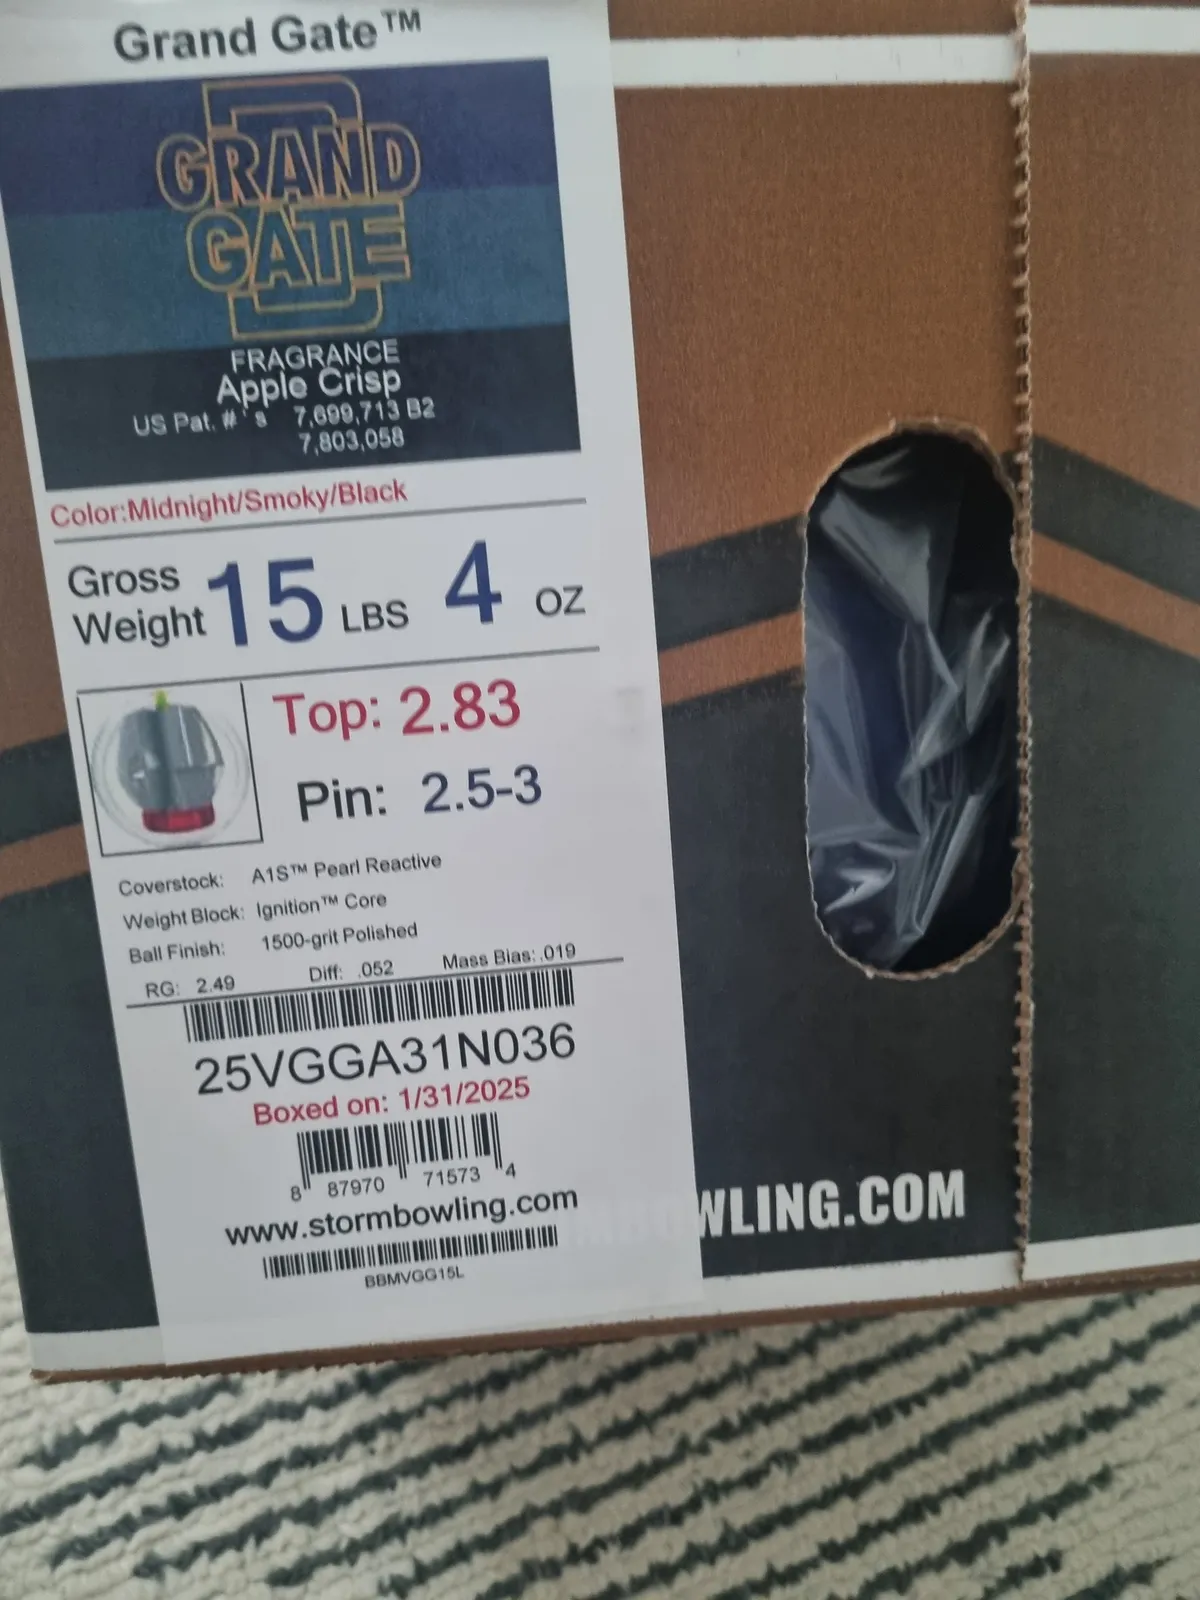 Grand Gate™
GRAND
GATE
FRAGRANCE
Apple Crisp
US Pat. #'s 7,699,713 B2
7,803,058
Color:Midnight/Smoky/Black
Gross Weight 15 LBS 4 OZ
Top: 2.83
Pin: 2.5-3
Coverstock: A1S™ Pearl Reactive
Weight Block: Ignition™ Core
Ball Finish: 1500-grit Polished
RG: 2.49 Diff: .052 Mass Bias: .019
25VGGA31N036
Boxed on: 1/31/2025
8 87970 71573 4
www.stormbowling.com
BBMVGG15L
WLING.COM